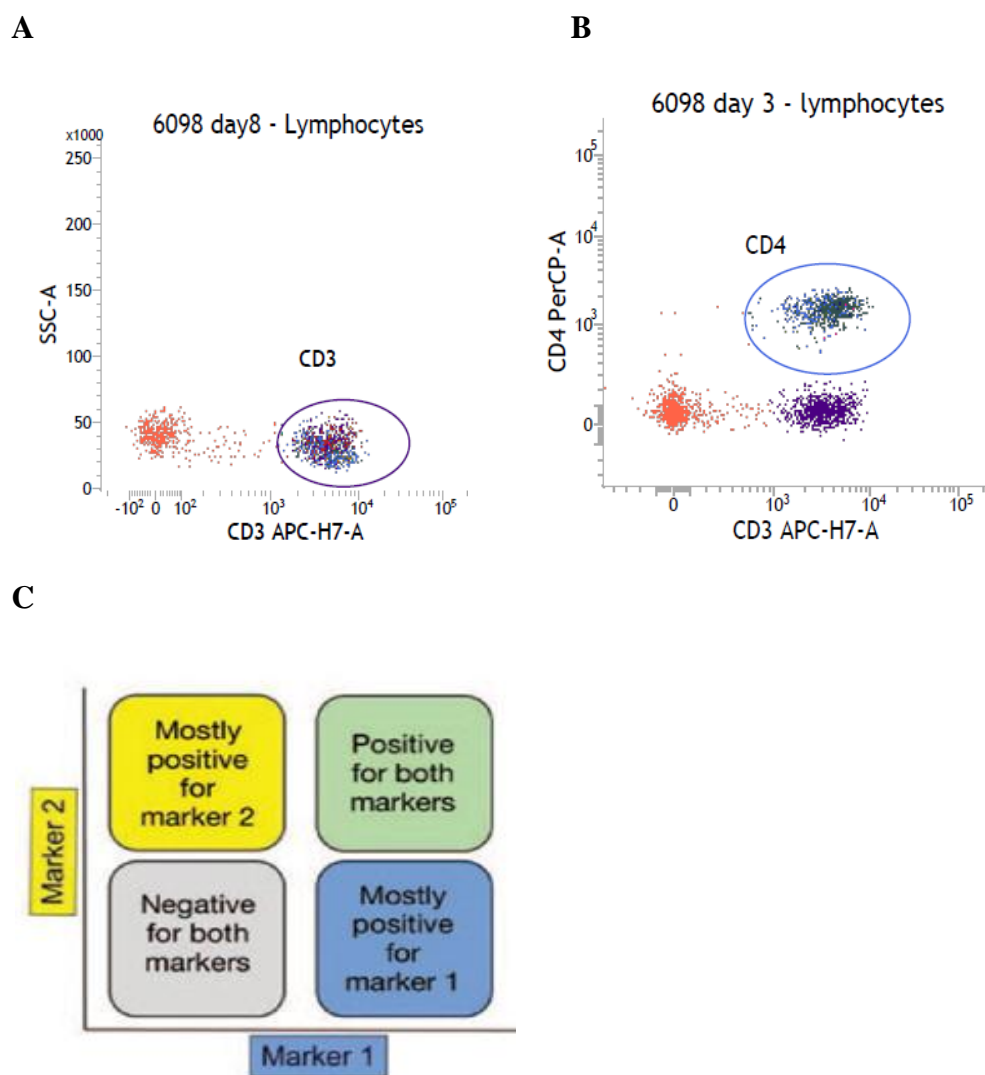 A
B
6098 day8 - Lymphocytes
x1000
250
200
150
100
50
0
SSC-A
CD3
-10² 0 10² 10³ 10⁴ 10⁵
CD3 APC-H7-A
6098 day 3 - lymphocytes
10⁵
10⁴
10³
0
CD4 PerCP-A
CD4
0 10³ 10⁴ 10⁵
CD3 APC-H7-A
C
Marker 2
Mostly
positive
for
marker 2
Positive
for both
markers
Negative
for both
markers
Mostly
positive
for
marker 1
Marker 1